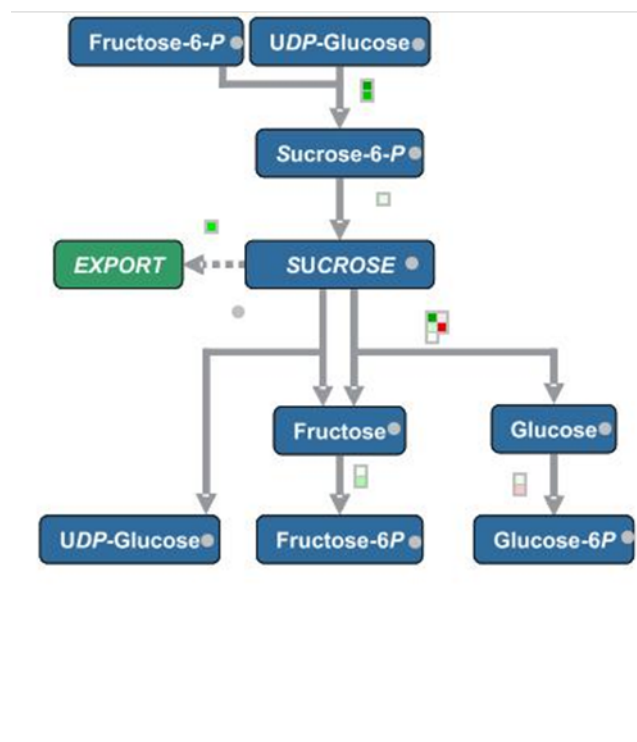 Fructose-6-P
UDP-Glucose
Sucrose-6-P
EXPORT
SUCROSE
Fructose
Glucose
UDP-Glucose
Fructose-6P
Glucose-6P